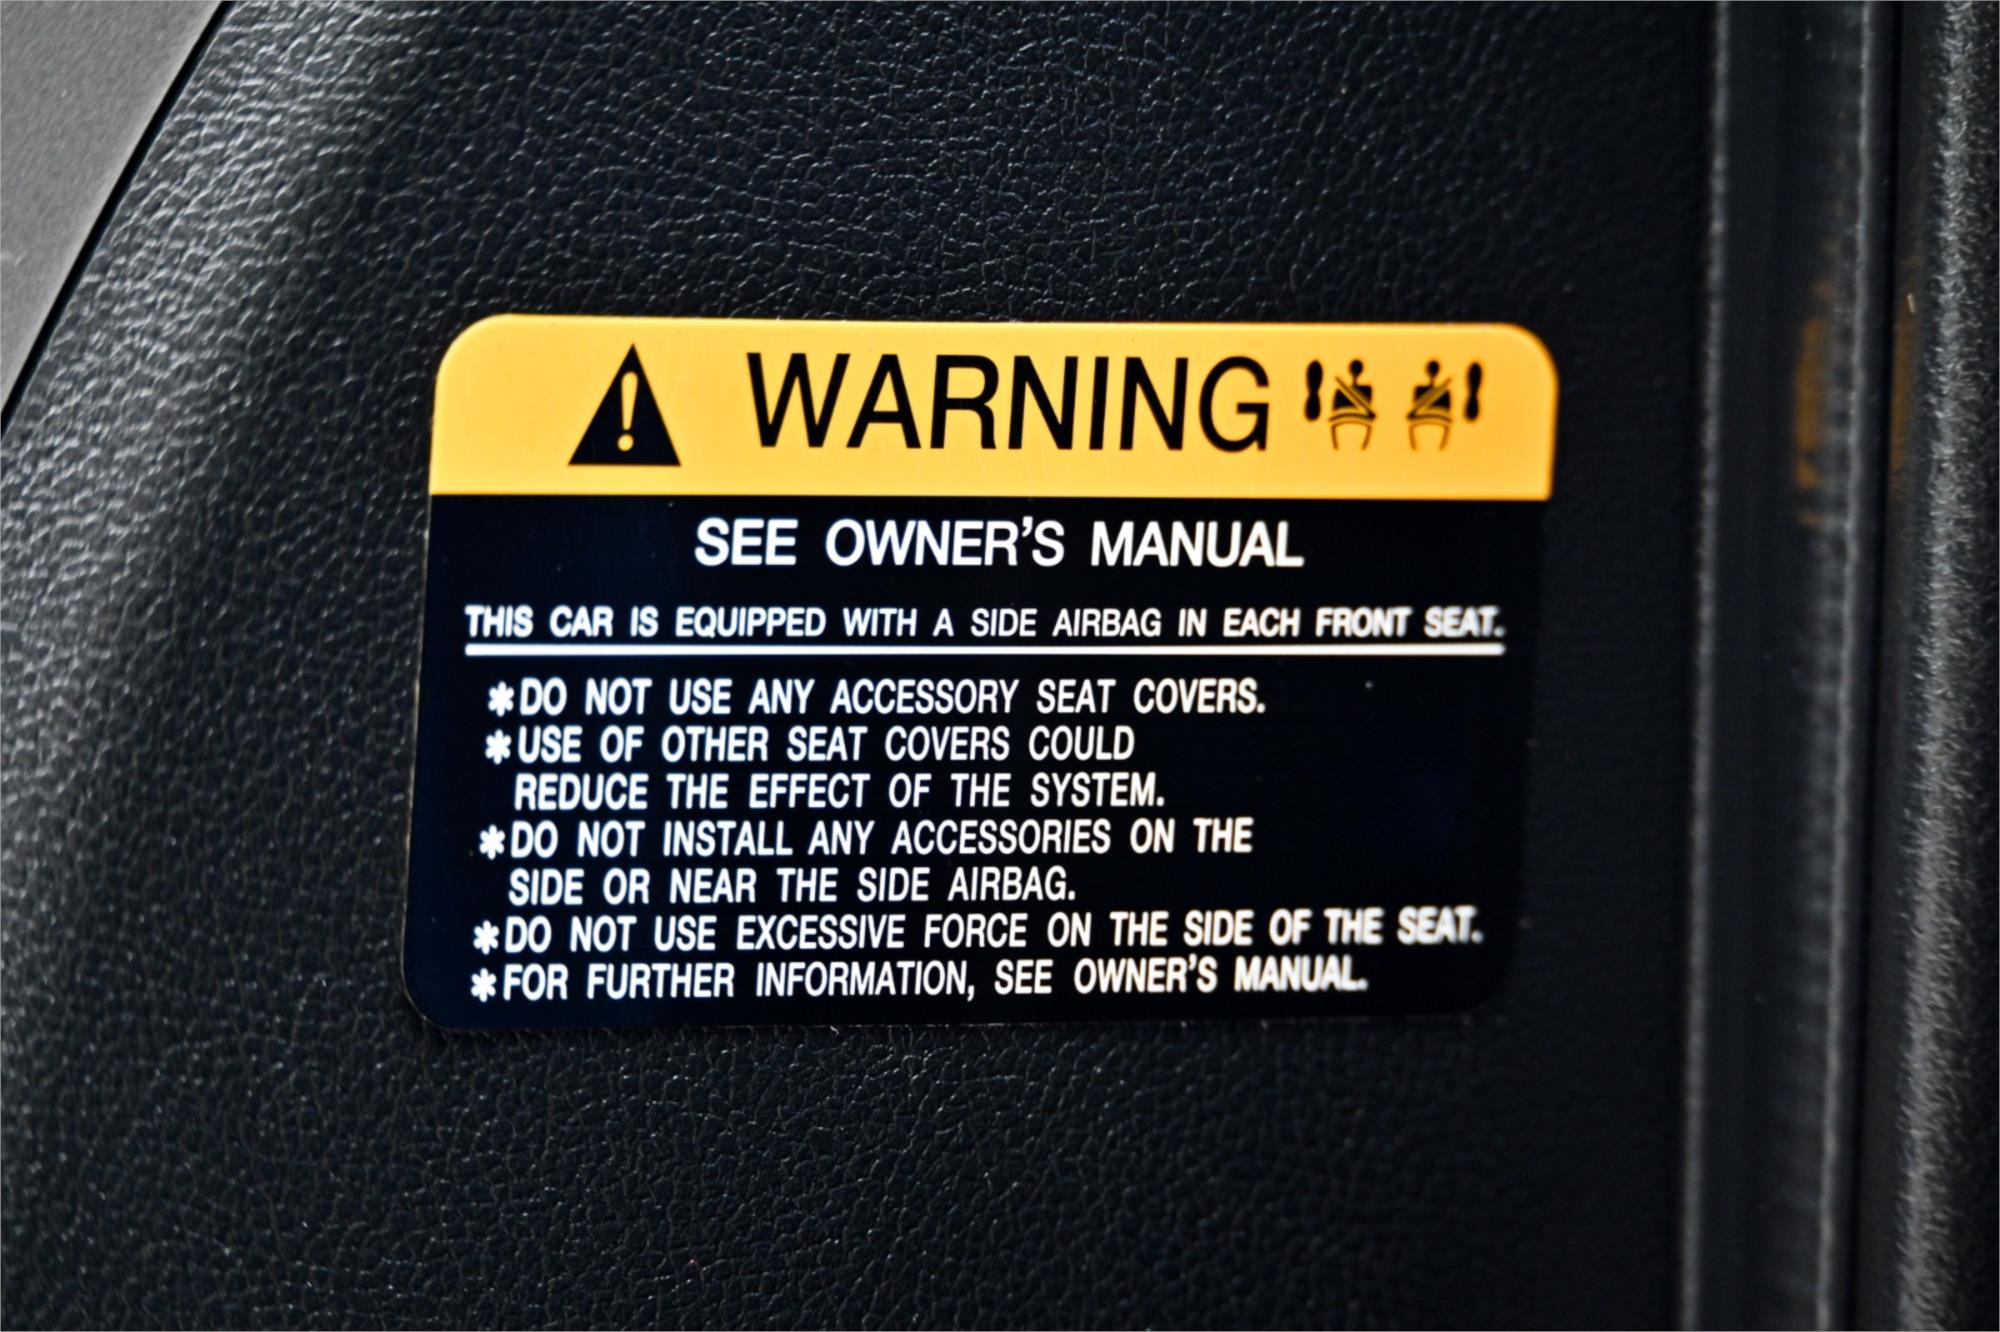 WARNING
SEE OWNER'S MANUAL
THIS CAR IS EQUIPPED WITH A SIDE AIRBAG IN EACH FRONT SEAT.
*DO NOT USE ANY ACCESSORY SEAT COVERS.
*USE OF OTHER SEAT COVERS COULD
REDUCE THE EFFECT OF THE SYSTEM.
*DO NOT INSTALL ANY ACCESSORIES ON THE
SIDE OR NEAR THE SIDE AIRBAG.
*DO NOT USE EXCESSIVE FORCE ON THE SIDE OF THE SEAT.
*FOR FURTHER INFORMATION, SEE OWNER'S MANUAL.